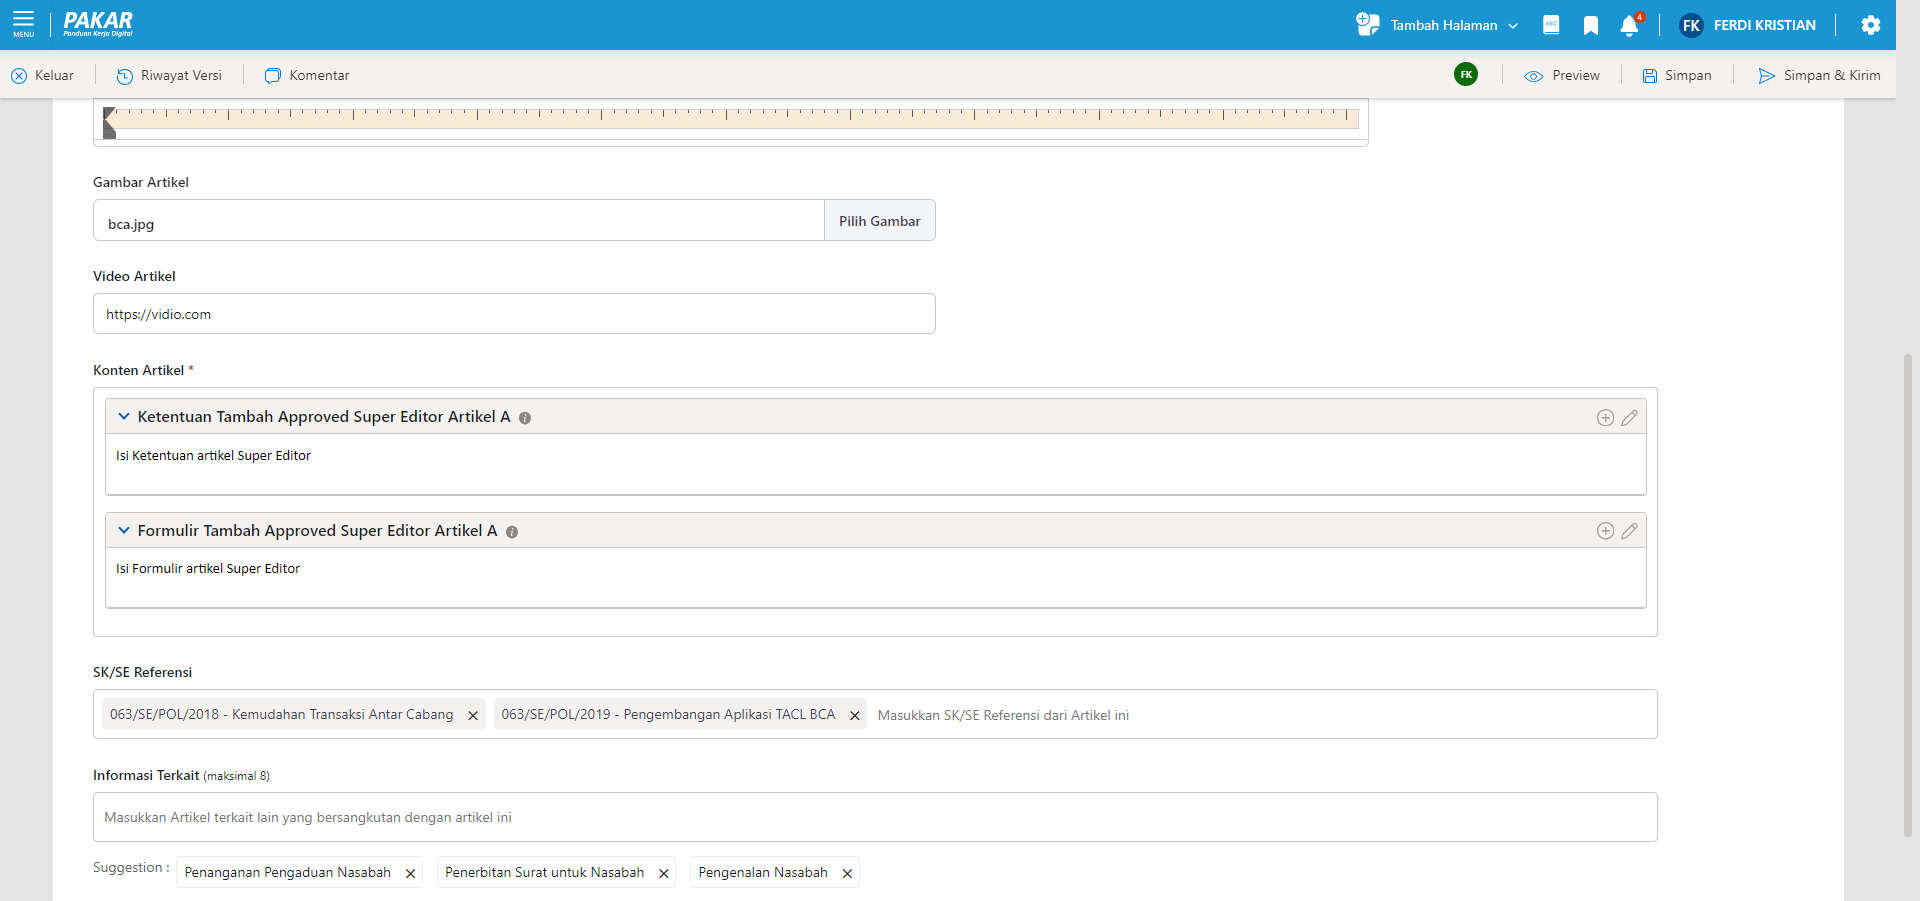 MENU
PAKAR
Panduan Kerja Digital
Tambah Halaman
ABC
4
FK
FERDI KRISTIAN
Keluar
Riwayat Versi
Komentar
FK
Preview
Simpan
Simpan & Kirim
Gambar Artikel
bca.jpg
Pilih Gambar
Video Artikel
https://vidio.com
Konten Artikel *
Ketentuan Tambah Approved Super Editor Artikel A
Isi Ketentuan artikel Super Editor
Formulir Tambah Approved Super Editor Artikel A
Isi Formulir artikel Super Editor
SK/SE Referensi
063/SE/POL/2018 - Kemudahan Transaksi Antar Cabang
063/SE/POL/2019 - Pengembangan Aplikasi TACL BCA
Masukkan SK/SE Referensi dari Artikel ini
Informasi Terkait (maksimal 8)
Masukkan Artikel terkait lain yang bersangkutan dengan artikel ini
Suggestion :
Penanganan Pengaduan Nasabah
Penerbitan Surat untuk Nasabah
Pengenalan Nasabah